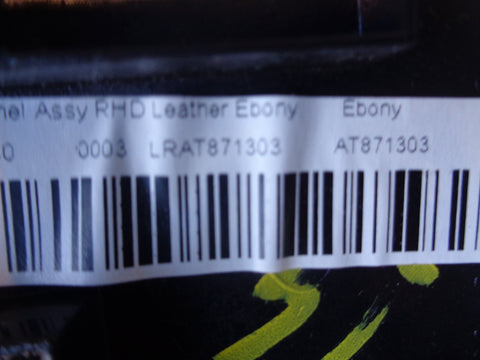 Assy RHD Leather Ebony Ebony
0003 LRAT871303 AT871303